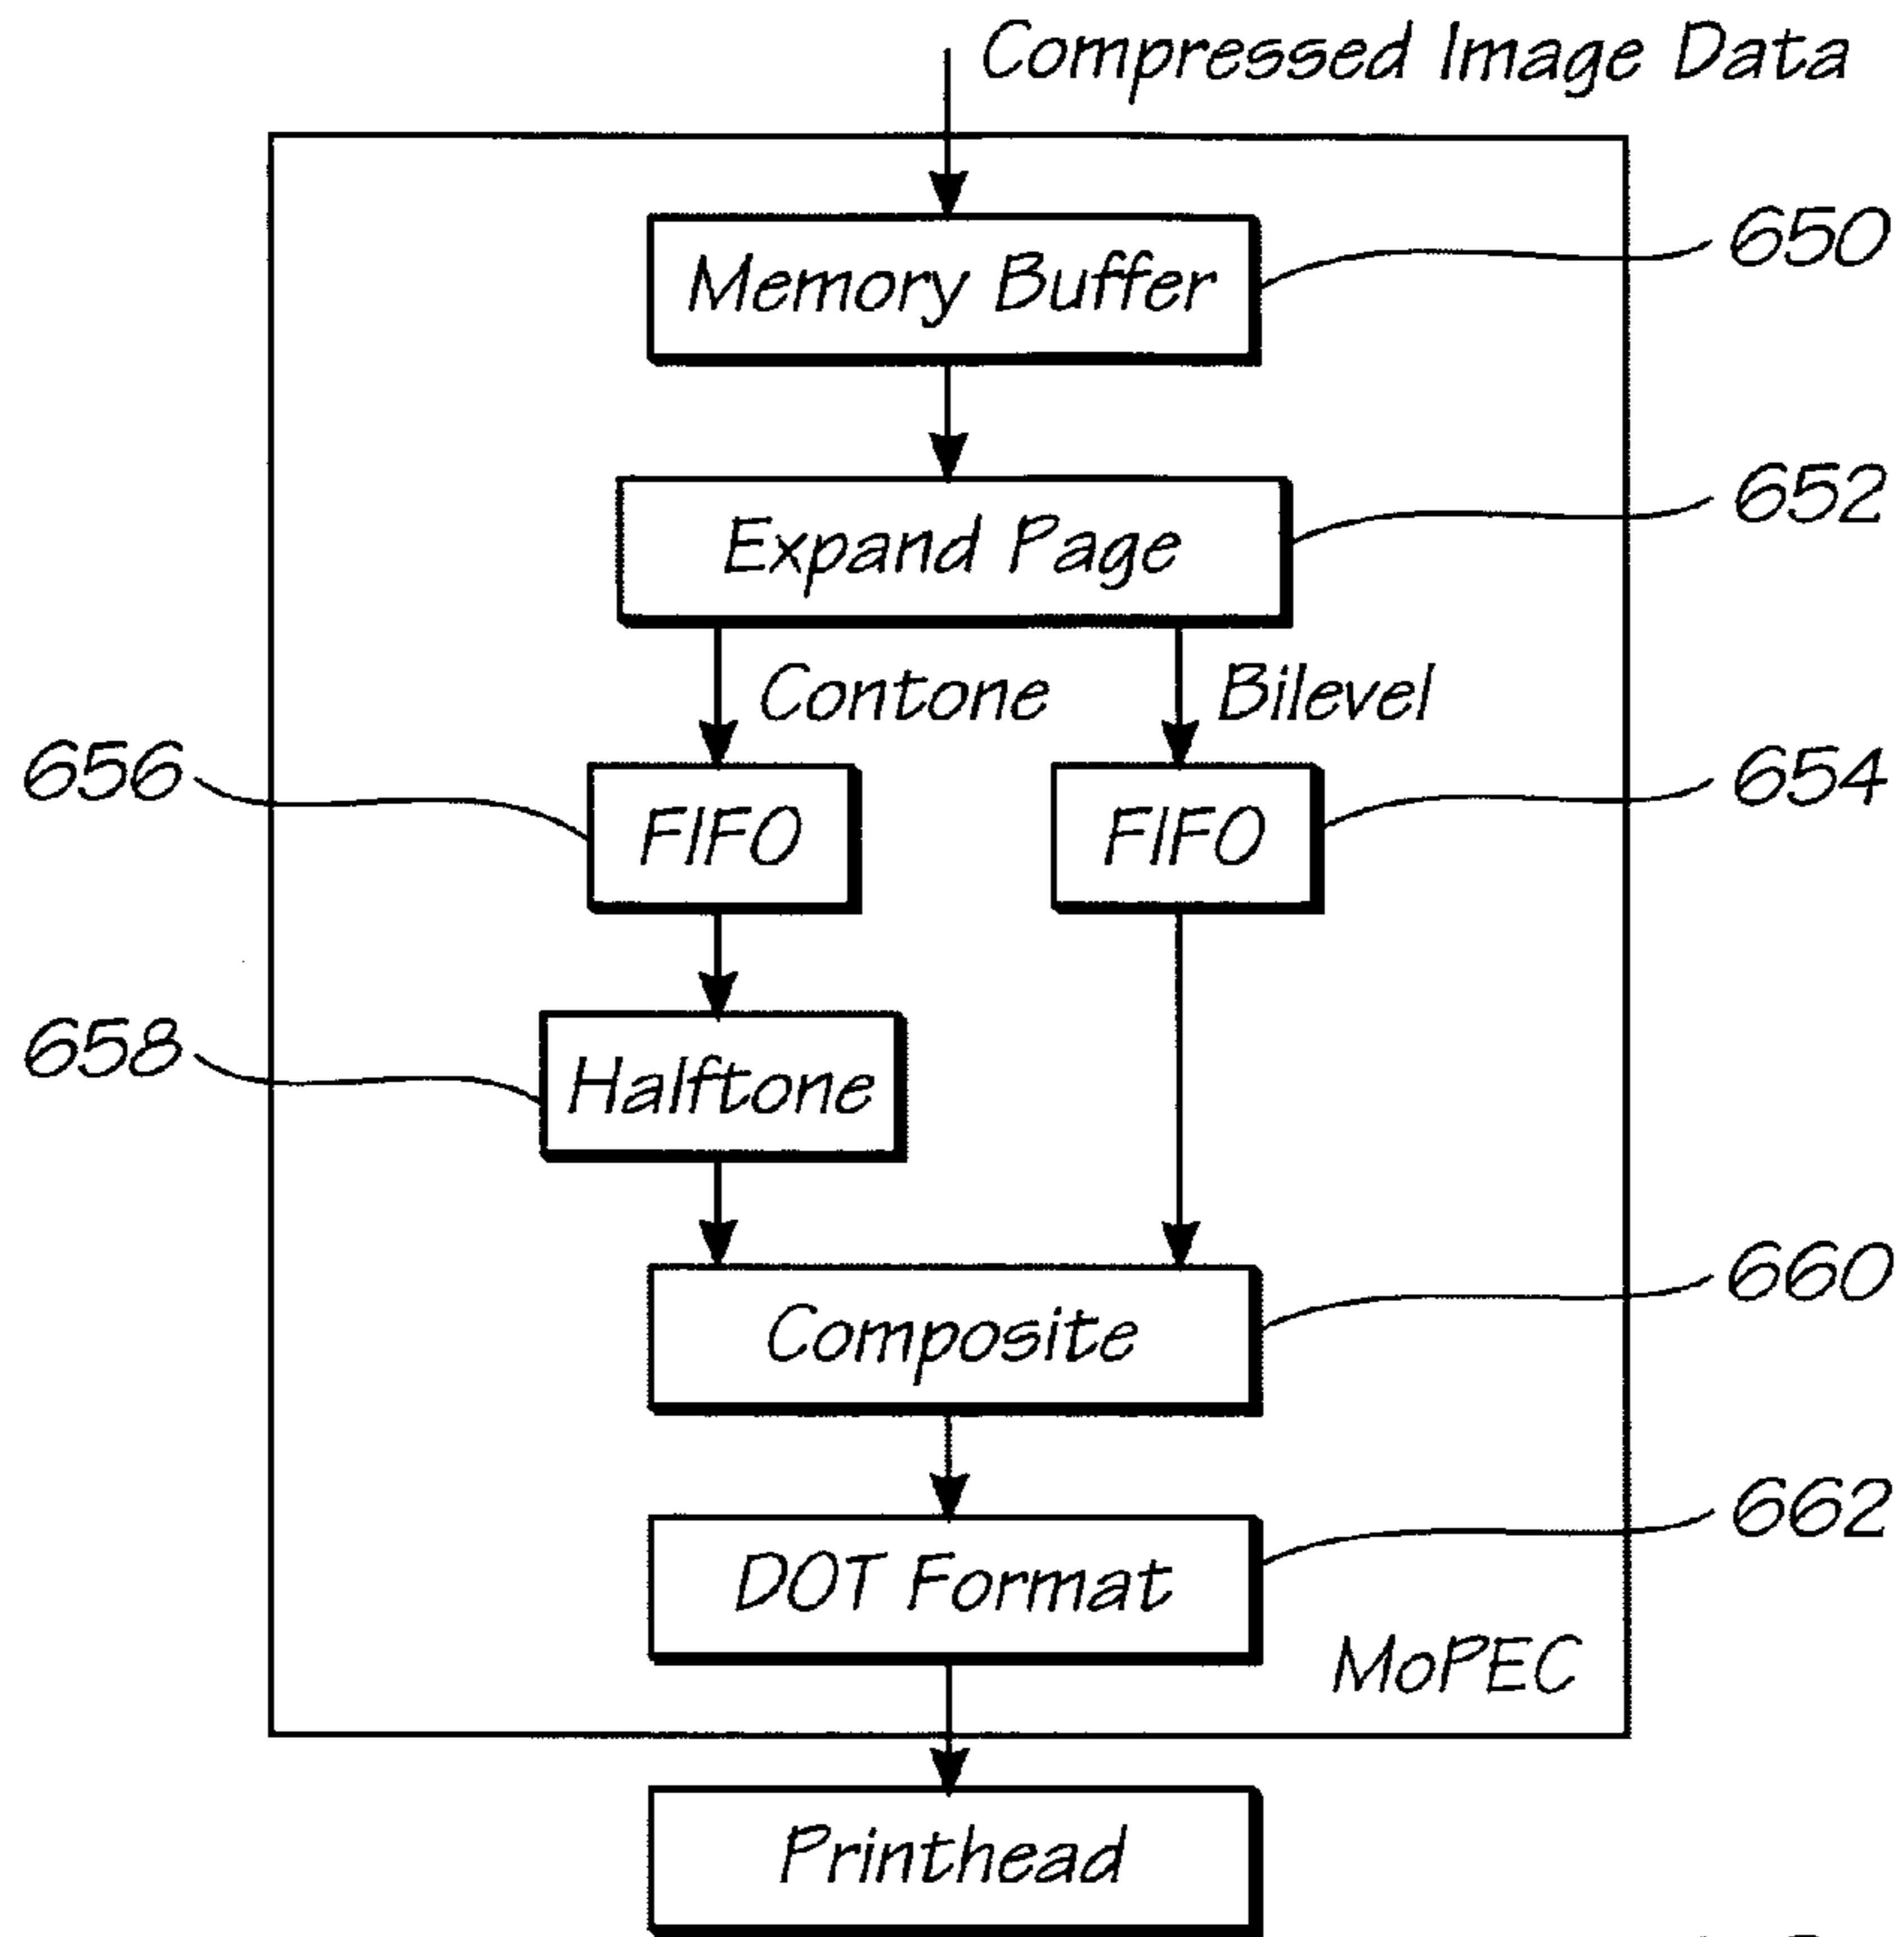 Compressed Image Data
Memory Buffer
650
Expand Page
652
Contone
Bilevel
656
FIFO
FIFO
654
658
Halftone
Composite
660
DOT Format
662
MoPEC
Printhead